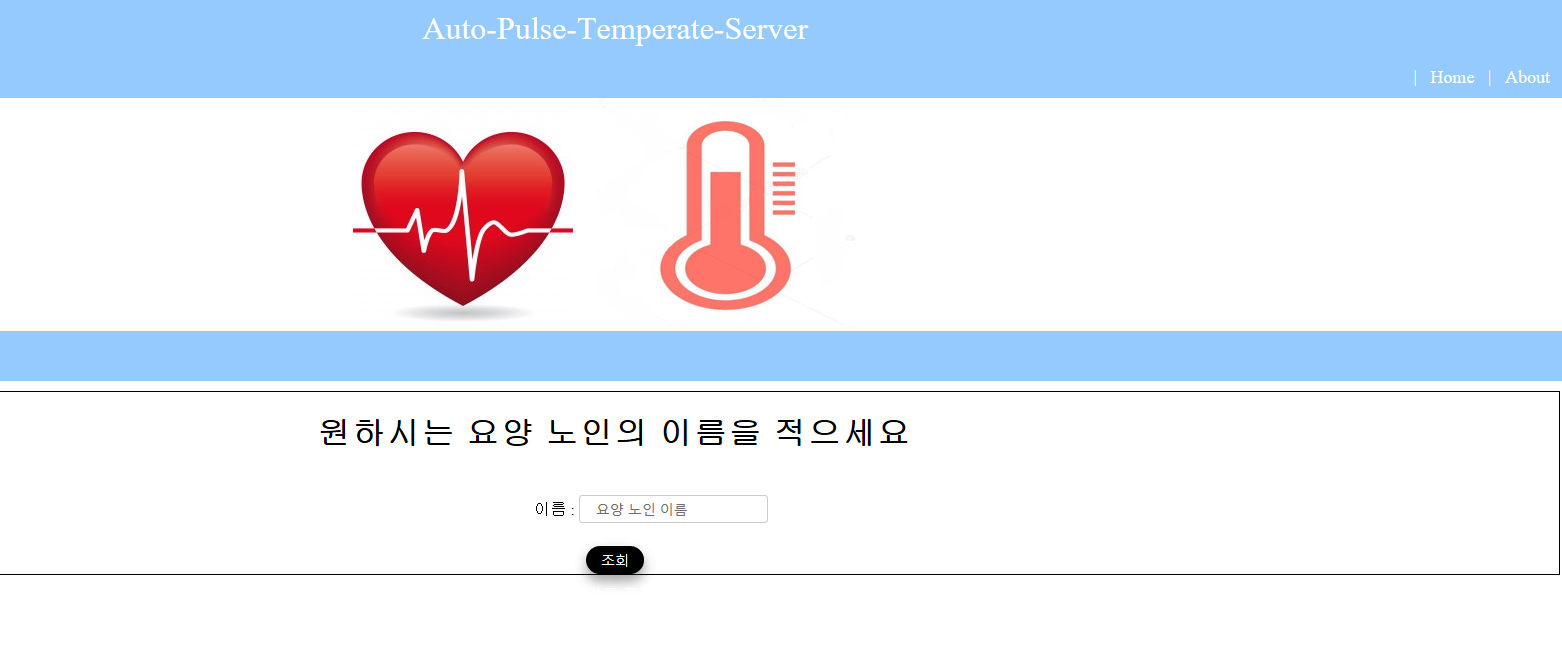 Auto-Pulse-Temperate-Server
| Home | About
원하시는 요양 노인의 이름을 적으세요
이름 : 요양 노인 이름
조회